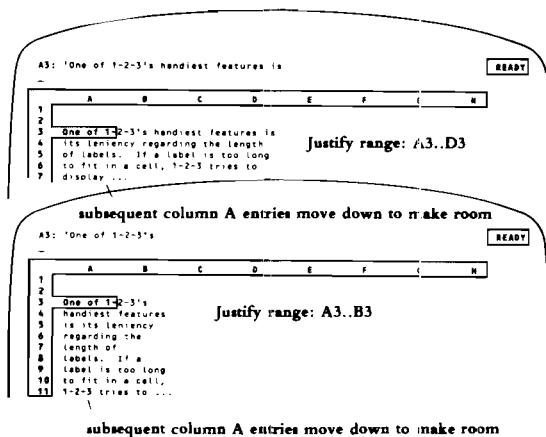 A3: 'One of 1-2-3's handiest features is
READY
A B C D E F G H
1
2
3 One of 1-2-3's handiest features is
4 its leniency regarding the length
5 of labels. If a label is too long
6 to fit in a cell, 1-2-3 tries to
7 display ...
Justify range: A3..D3
subsequent column A entries move down to make room
A3: 'One of 1-2-3's
READY
A B C D E F G H
1
2
3 One of 1-2-3's
4 handiest features
5 is its leniency
6 regarding the
7 length of
8 labels. If a
9 label is too long
10 to fit in a cell,
11 1-2-3 tries to ...
Justify range: A3..B3
subsequent column A entries move down to make room